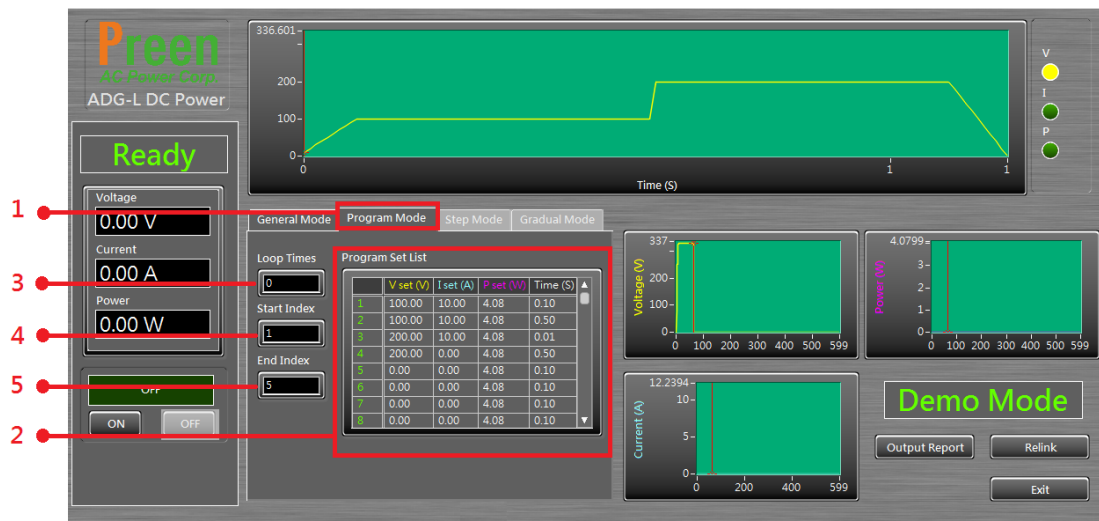 Preen
AC Power Corp.
ADG-L DC Power
Ready
Voltage
0.00 V
Current
0.00 A
Power
0.00 W
OFF
ON OFF
336.601
200
100
0
0 1 1
Time (S)
V
I
P
1
3
4
5
2
General Mode Program Mode Step Mode Gradual Mode
Loop Times
0
Start Index
1
End Index
5
Program Set List
V set (V) I set (A) P set (W) Time (S)
1 100.00 10.00 4.08 0.10
2 100.00 10.00 4.08 0.50
3 200.00 10.00 4.08 0.01
4 200.00 0.00 4.08 0.50
5 0.00 0.00 4.08 0.10
6 0.00 0.00 4.08 0.10
7 0.00 0.00 4.08 0.10
8 0.00 0.00 4.08 0.10
337
200
100
0
Voltage (V)
0 100 200 300 400 500 599
4.0799
3
2
1
0
Power (W)
0 100 200 300 400 500 599
12.2394
10
5
0
Current (A)
0 200 400 599
Demo Mode
Output Report Relink
Exit